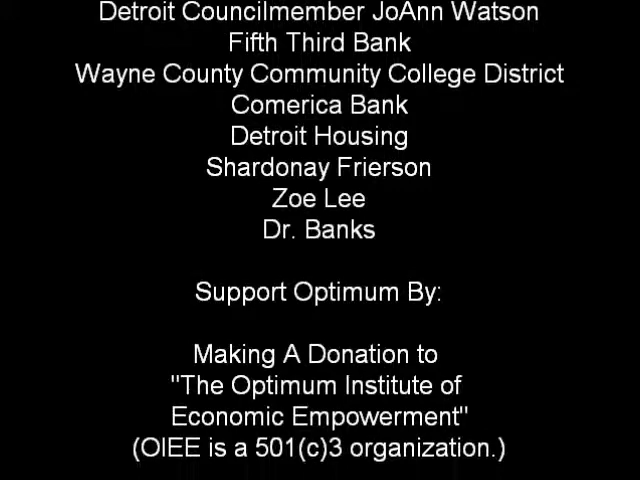 Detroit Councilmember JoAnn Watson
Fifth Third Bank
Wayne County Community College District
Comerica Bank
Detroit Housing
Shardonay Frierson
Zoe Lee
Dr. Banks
Support Optimum By:
Making A Donation to
"The Optimum Institute of
Economic Empowerment"
(OIEE is a 501(c)3 organization.)